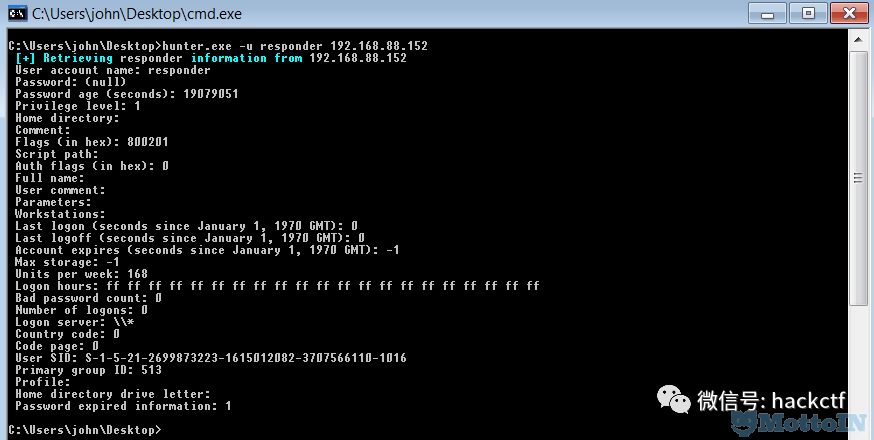 C:\Users\john\Desktop\cmd.exe
C:\Users\john\Desktop>hunter.exe -u responder 192.168.88.152
[+] Retrieving responder information from 192.168.88.152
User account name: responder
Password: (null)
Password age (seconds): 19079051
Privilege level: 1
Home directory:
Comment:
Flags (in hex): 800201
Script path:
Auth flags (in hex): 0
Full name:
User comment:
Parameters:
Workstations:
Last logon (seconds since January 1, 1970 GMT): 0
Last logoff (seconds since January 1, 1970 GMT): 0
Account expires (seconds since January 1, 1970 GMT): -1
Max storage: -1
Units per week: 168
Logon hours: ff ff ff ff ff ff ff ff ff ff ff ff ff ff ff ff ff ff ff ff ff
Bad password count: 0
Number of logons: 0
Logon server: \\*
Country code: 0
Code page: 0
User SID: S-1-5-21-2699873223-1615012082-3707566110-1016
Primary group ID: 513
Profile:
Home directory drive letter:
Password expired information: 1
C:\Users\john\Desktop>
微信号: hackctf
MottoIN